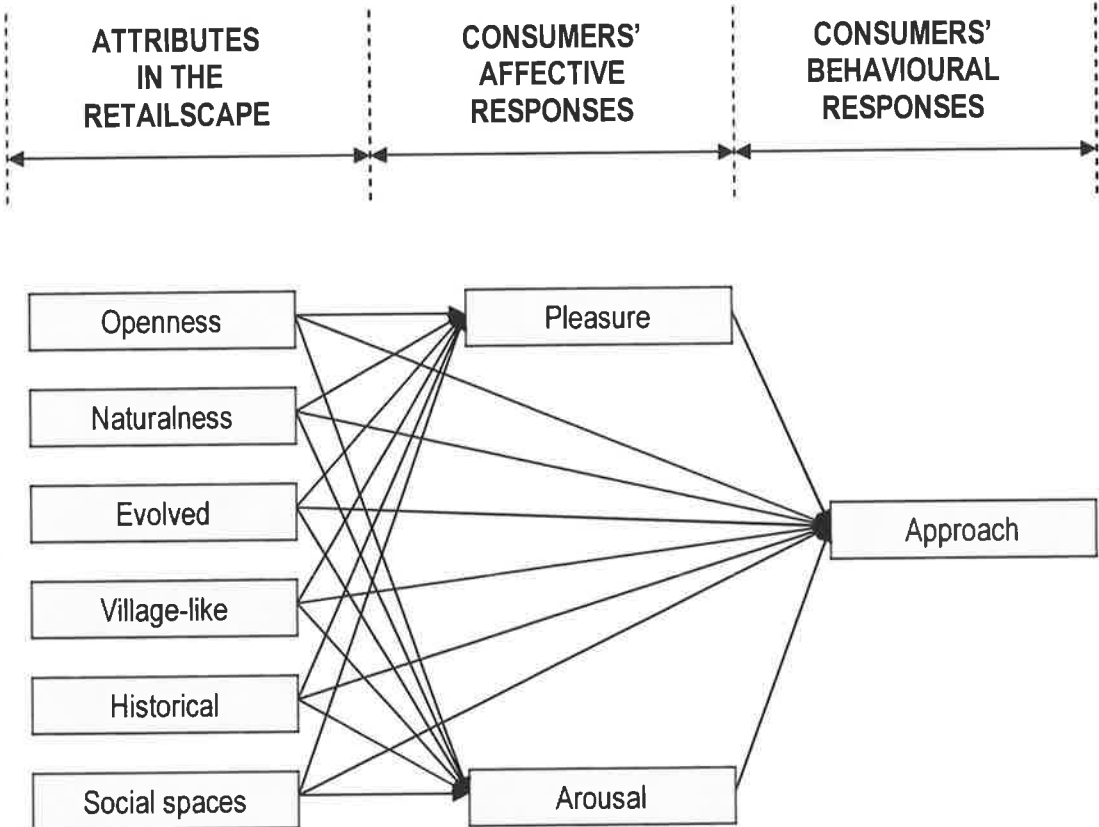 ATTRIBUTES
IN THE
RETAILSCAPE
CONSUMERS'
AFFECTIVE
RESPONSES
CONSUMERS'
BEHAVIOURAL
RESPONSES
Openness
Pleasure
Naturalness
Evolved
Approach
Village-like
Historical
Social spaces
Arousal